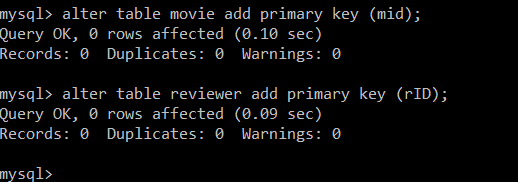 mysql> alter table movie add primary key (mid);
Query OK, 0 rows affected (0.10 sec)
Records: 0  Duplicates: 0  Warnings: 0
mysql> alter table reviewer add primary key (rID);
Query OK, 0 rows affected (0.09 sec)
Records: 0  Duplicates: 0  Warnings: 0
mysql>